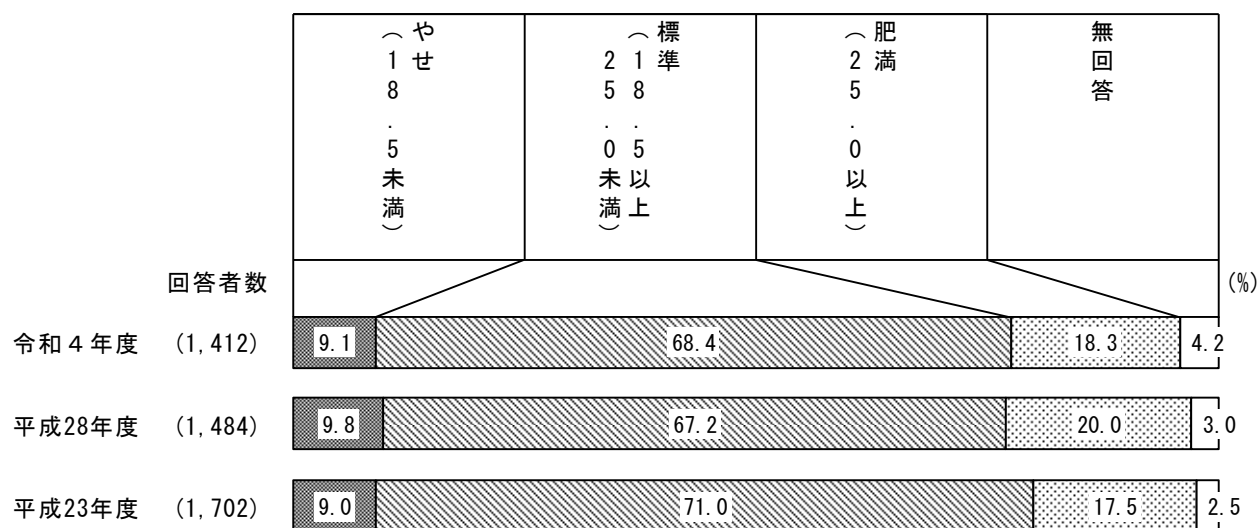 やせ
（18.5未満）
標準
（18.5以上
25.0未満）
肥満
（25.0以上）
無回答
回答者数
(%)
令和４年度 (1,412) 9.1 68.4 18.3 4.2
平成28年度 (1,484) 9.8 67.2 20.0 3.0
平成23年度 (1,702) 9.0 71.0 17.5 2.5